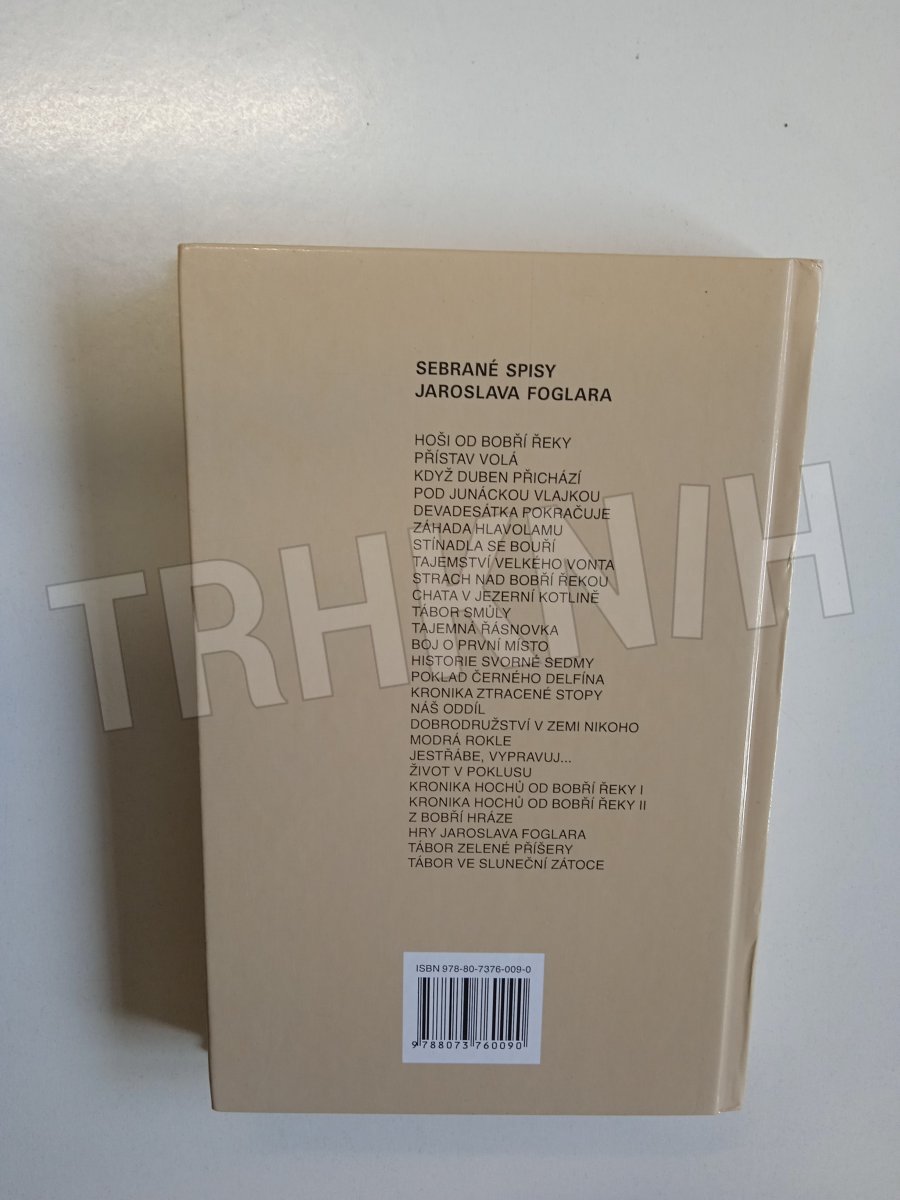 SEBRANÉ SPISY
JAROSLAVA FOGLARA
HOŠI OD BOBŘÍ ŘEKY
PŘÍSTAV VOLÁ
KDYŽ DUBEN PŘICHÁZÍ
POD JUNÁCKOU VLAJKOU
DEVADESÁTKA POKRAČUJE
ZÁHADA HLAVOLAMU
STÍNADLA SE BOUŘÍ
TAJEMSTVÍ VELKÉHO VONTA
STRACH NAD BOBŘÍ ŘEKOU
CHATA V JEZERNÍ KOTLINĚ
TÁBOR SMŮLY
TAJEMNÁ ŘÁSNOVKA
BOJ O PRVNÍ MÍSTO
HISTORIE SVORNÉ SEDMY
POKLAD ČERNÉHO DELFÍNA
KRONIKA ZTRACENÉ STOPY
NÁŠ ODDÍL
DOBRODRUŽSTVÍ V ZEMI NIKOHO
MODRÁ ROKLE
JESTŘÁBE, VYPRAVUJ...
ŽIVOT V POKLUSU
KRONIKA HOCHŮ OD BOBŘÍ ŘEKY I
KRONIKA HOCHŮ OD BOBŘÍ ŘEKY II
Z BOBŘÍ HRÁZE
HRY JAROSLAVA FOGLARA
TÁBOR ZELENÉ PŘÍŠERY
TÁBOR VE SLUNEČNÍ ZÁTOCE
TRHKNIH
ISBN 978-80-7376-009-0
9 788073 760090